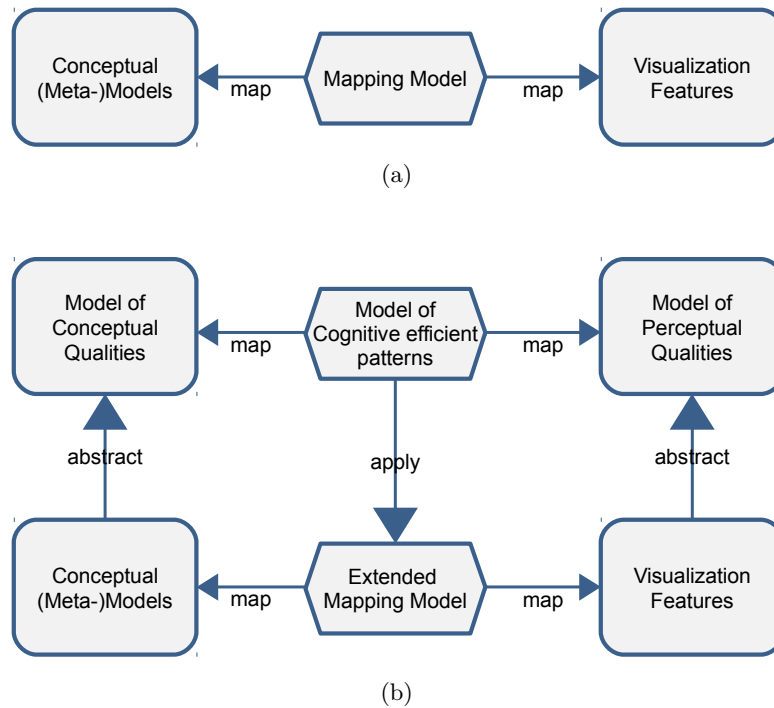 Conceptual
(Meta-)Models
map
Mapping Model
map
Visualization
Features
(a)
Model of
Conceptual
Qualities
map
Model of
Cognitive efficient
patterns
map
Model of
Perceptual
Qualities
abstract
apply
abstract
Conceptual
(Meta-)Models
map
Extended
Mapping Model
map
Visualization
Features
(b)